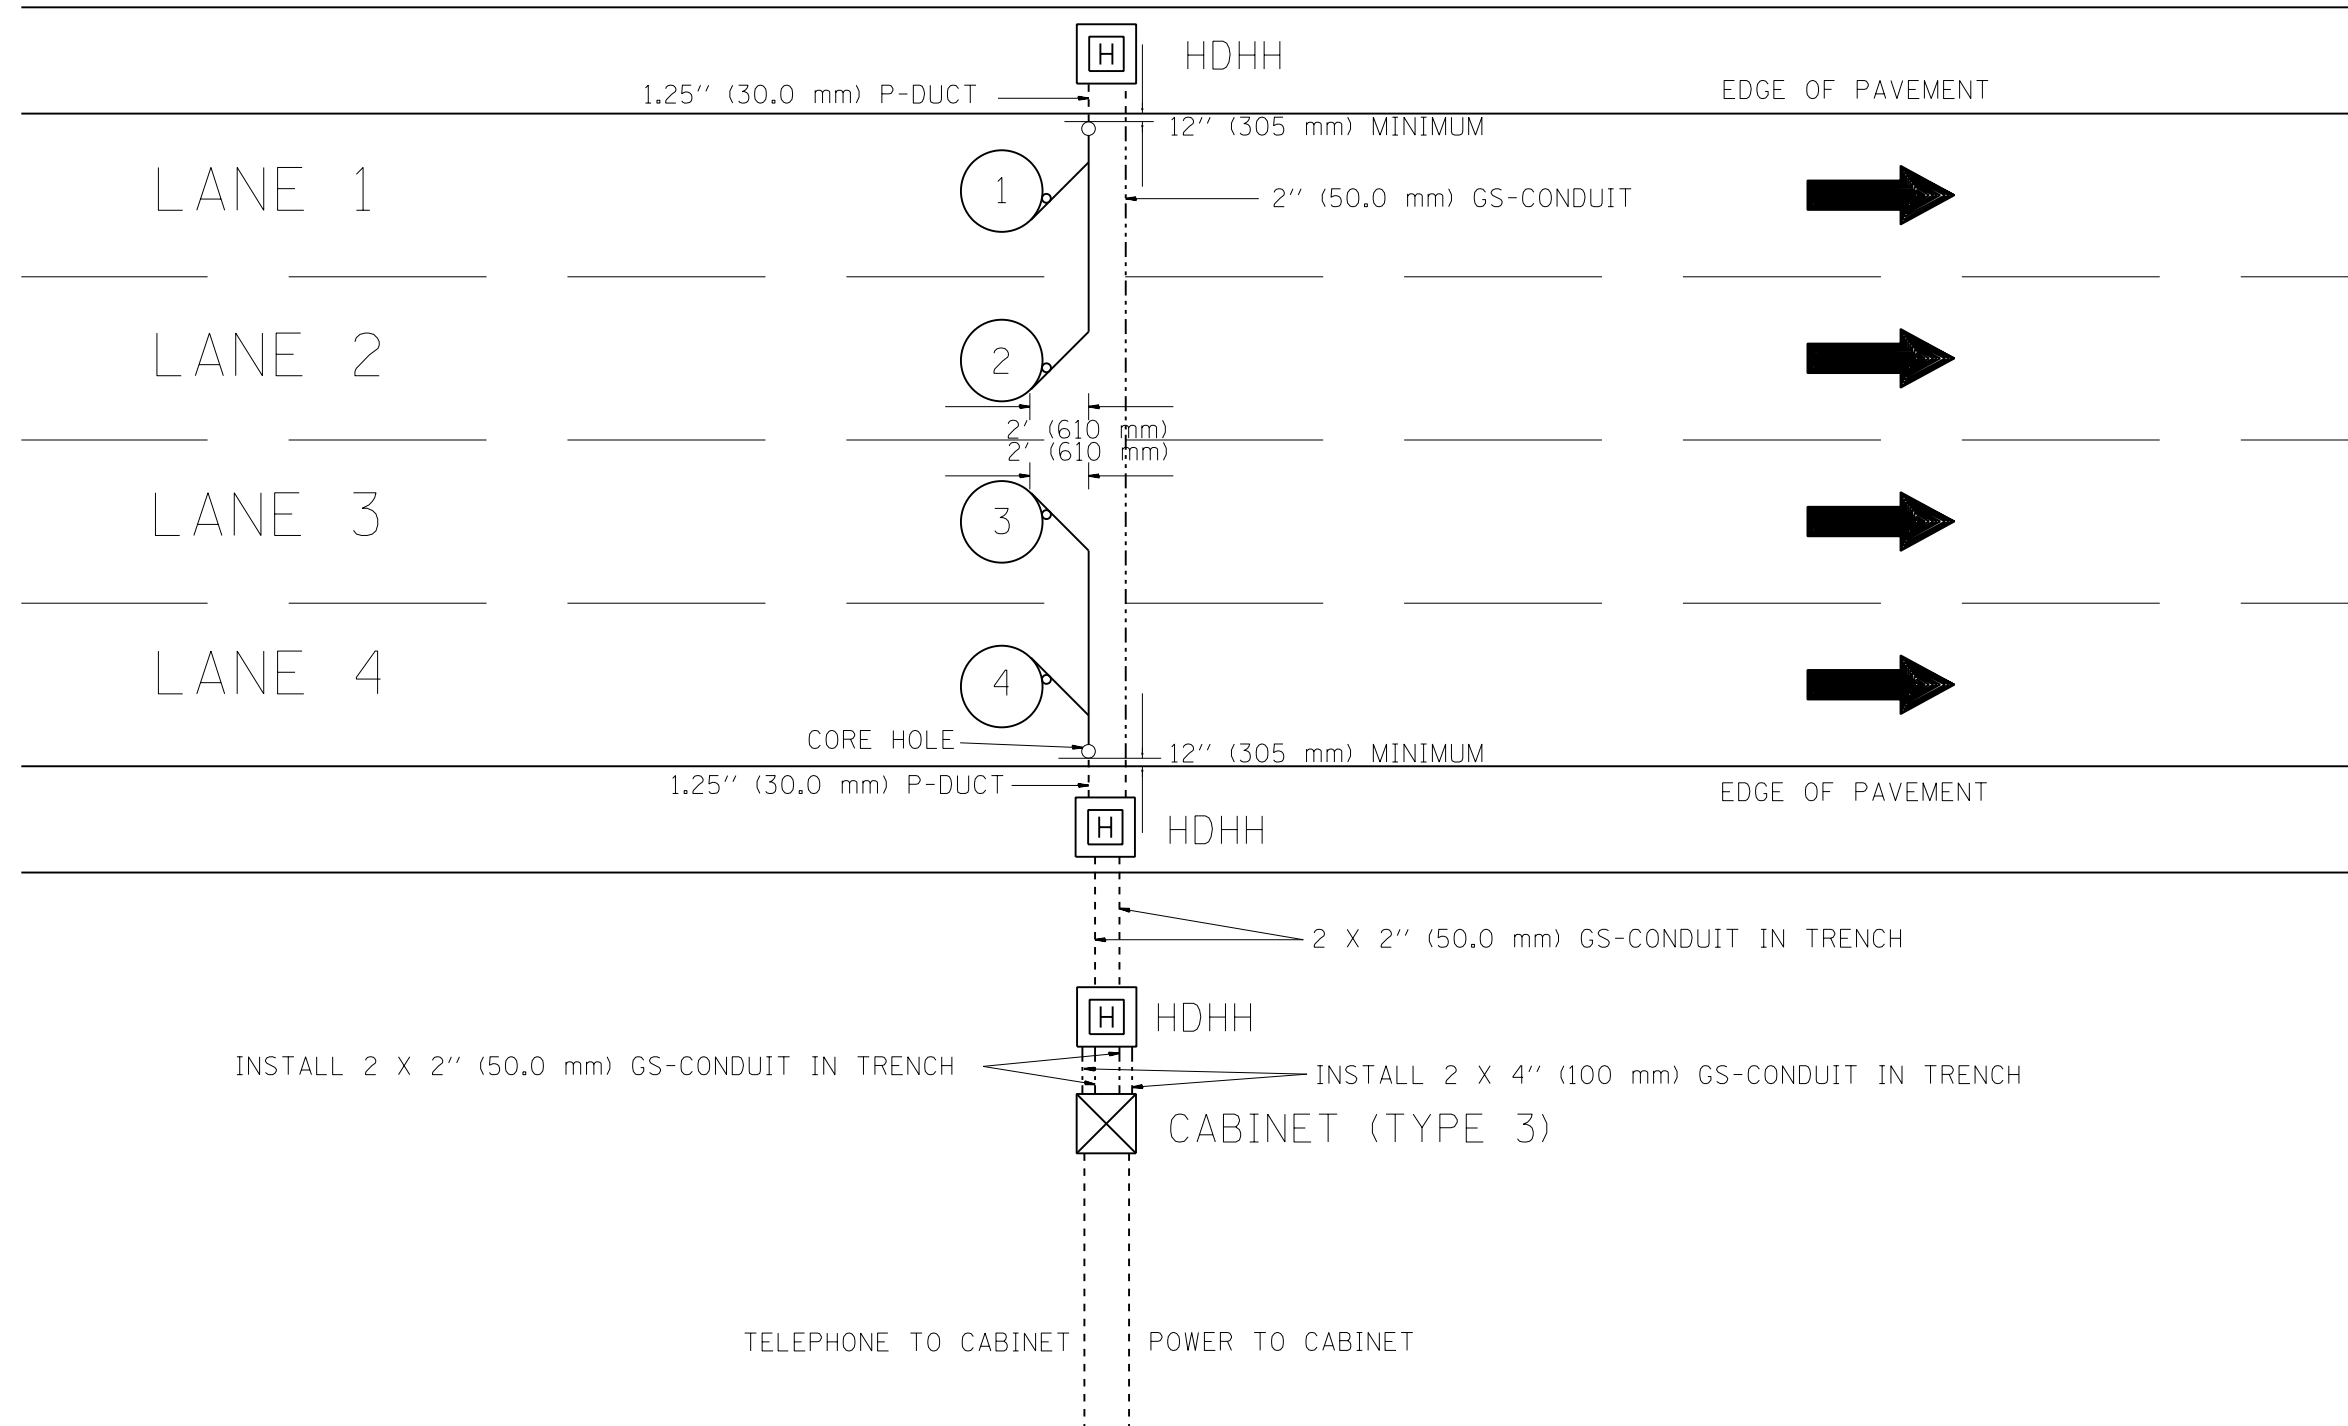 H
HDHH
1.25" (30.0 mm) P-DUCT
EDGE OF PAVEMENT
12" (305 mm) MINIMUM
LANE 1
1
2" (50.0 mm) GS-CONDUIT
LANE 2
2
2' (610 mm)
2' (610 mm)
LANE 3
3
LANE 4
4
CORE HOLE
12" (305 mm) MINIMUM
1.25" (30.0 mm) P-DUCT
EDGE OF PAVEMENT
H
HDHH
2 X 2" (50.0 mm) GS-CONDUIT IN TRENCH
H
HDHH
INSTALL 2 X 2" (50.0 mm) GS-CONDUIT IN TRENCH
INSTALL 2 X 4" (100 mm) GS-CONDUIT IN TRENCH
CABINET (TYPE 3)
TELEPHONE TO CABINET
POWER TO CABINET